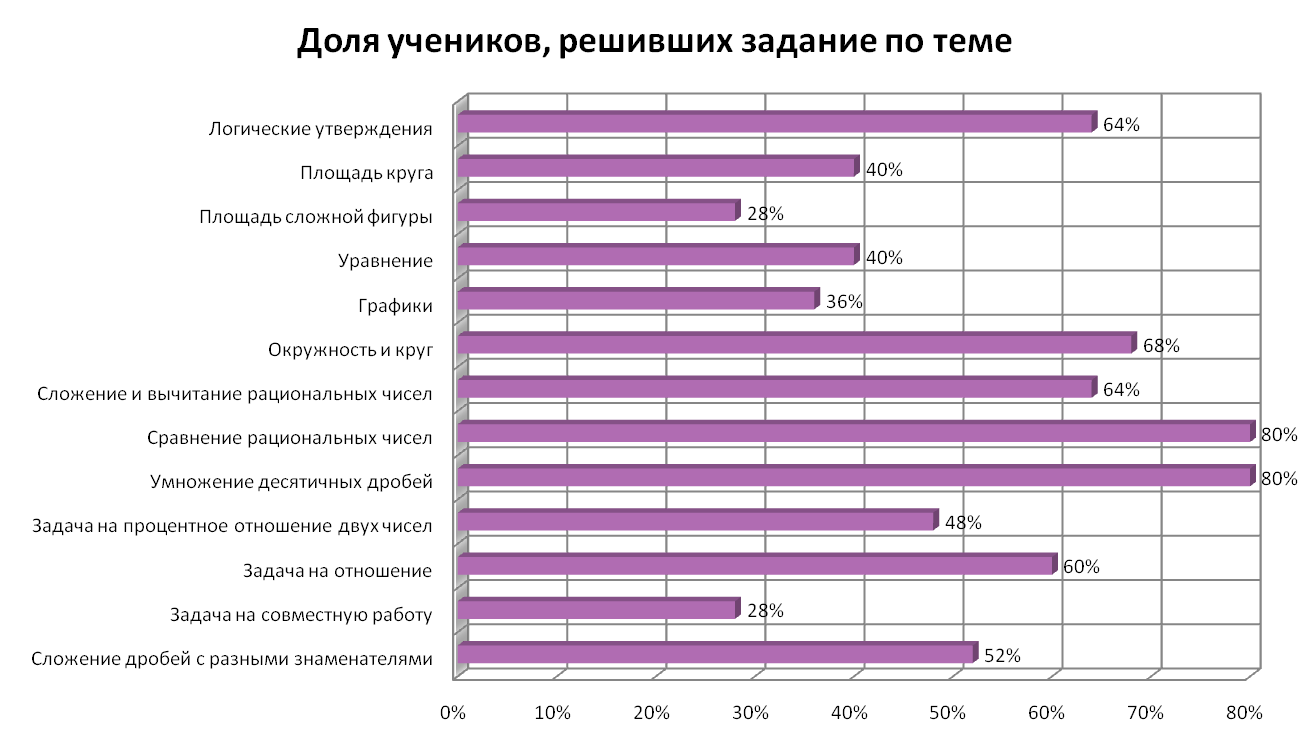 Доля учеников, решивших задание по теме
Логические утверждения 64%
Площадь круга 40%
Площадь сложной фигуры 28%
Уравнение 40%
Графики 36%
Окружность и круг 68%
Сложение и вычитание рациональных чисел 64%
Сравнение рациональных чисел 80%
Умножение десятичных дробей 80%
Задача на процентное отношение двух чисел 48%
Задача на отношение 60%
Задача на совместную работу 28%
Сложение дробей с разными знаменателями 52%
0% 10% 20% 30% 40% 50% 60% 70% 80%